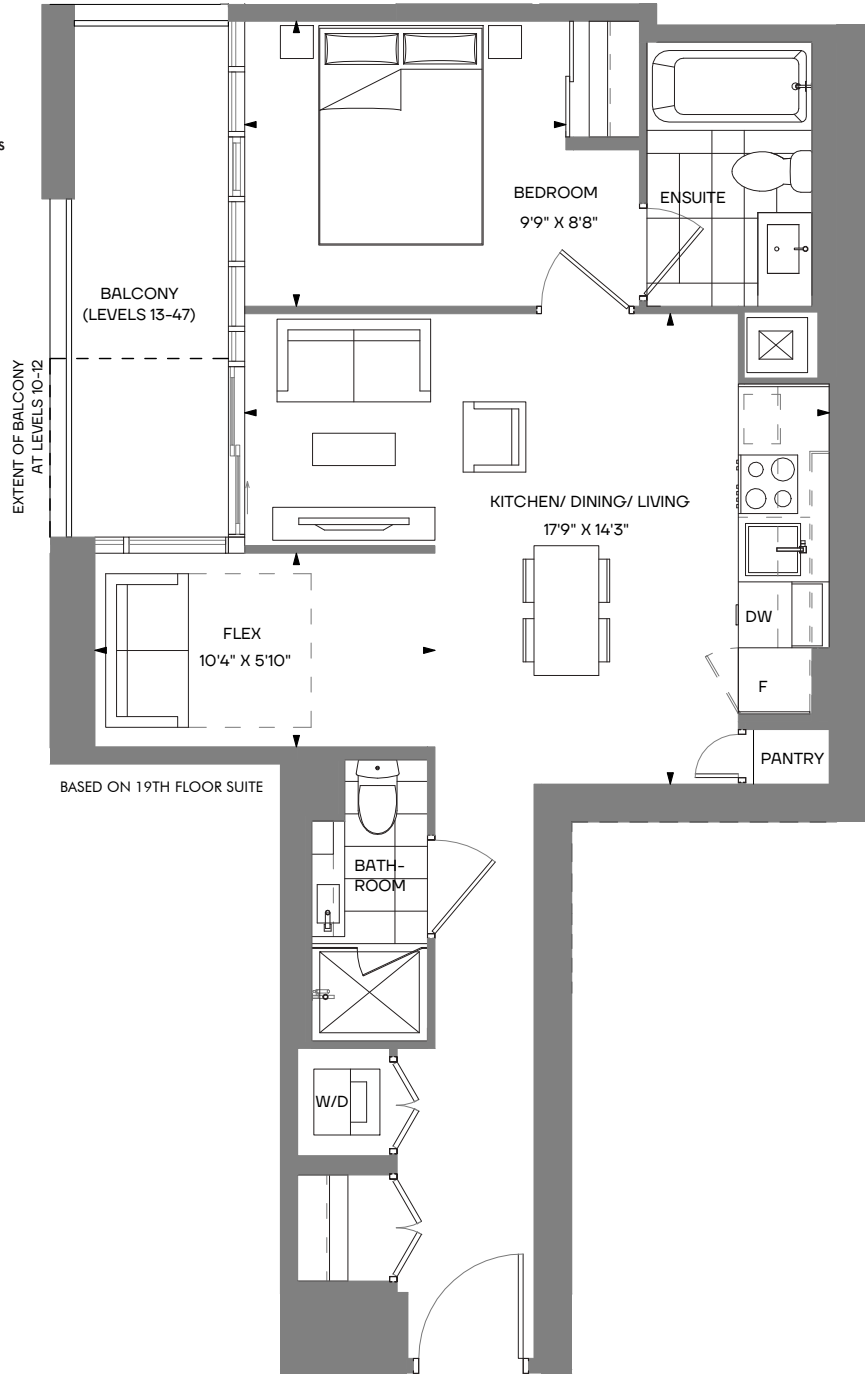 s
BEDROOM
9'9" X 8'8"
ENSUITE
BALCONY
(LEVELS 13-47)
EXTENT OF BALCONY
AT LEVELS 10-12
KITCHEN/ DINING/ LIVING
17'9" X 14'3"
DW
FLEX
10'4" X 5'10"
F
PANTRY
BASED ON 19TH FLOOR SUITE
BATH-
ROOM
W/D